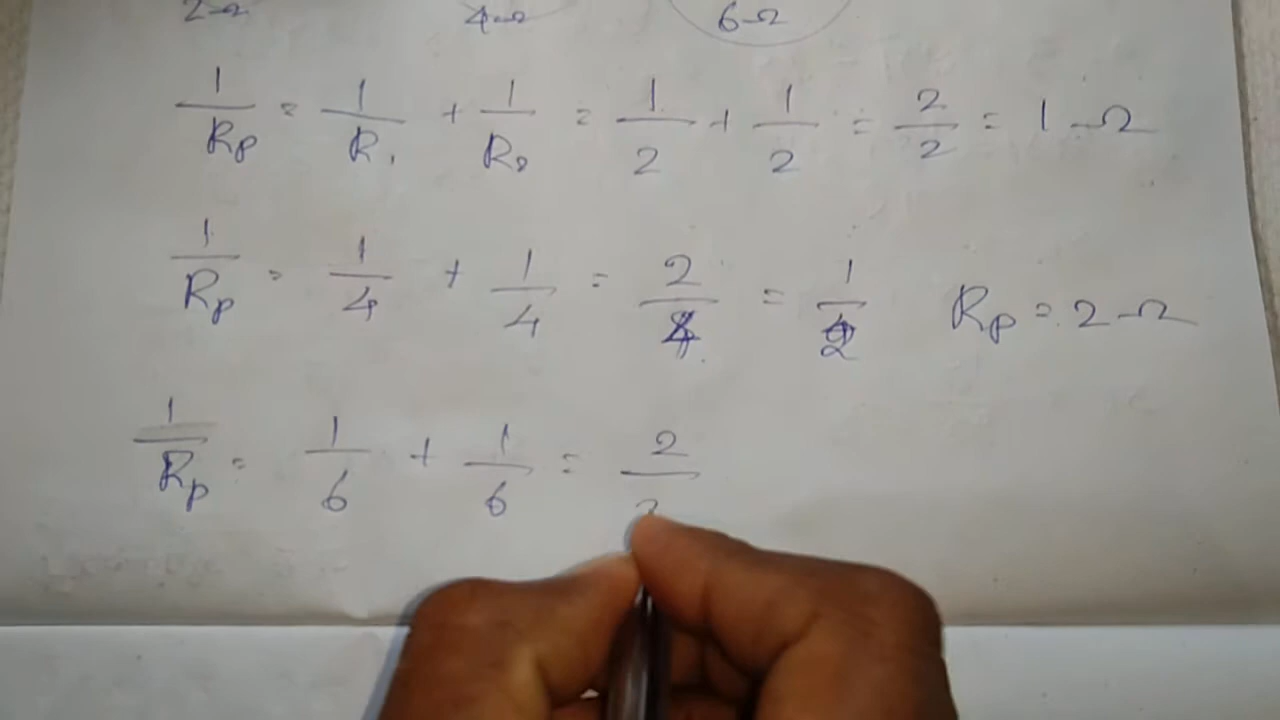 2Ω 4Ω 6Ω
1/Rp = 1/R1 + 1/R2 = 1/2 + 1/2 = 2/2 = 1Ω
1/Rp = 1/4 + 1/4 = 2/4 = 1/2 Rp = 2Ω
1/Rp = 1/6 + 1/6 = 2/